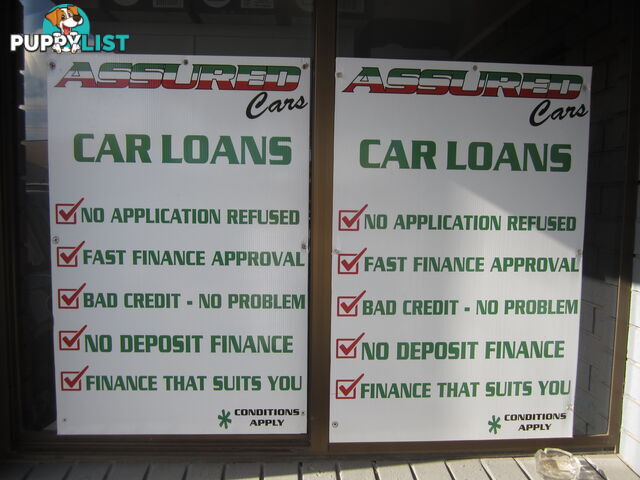 PUPPYLIST
ASSURED
Cars
CAR LOANS
NO APPLICATION REFUSED
FAST FINANCE APPROVAL
BAD CREDIT - NO PROBLEM
NO DEPOSIT FINANCE
FINANCE THAT SUITS YOU
* CONDITIONS
APPLY
ASSURED
Cars
CAR LOANS
NO APPLICATION REFUSED
FAST FINANCE APPROVAL
BAD CREDIT - NO PROBLEM
NO DEPOSIT FINANCE
FINANCE THAT SUITS YOU
* CONDITIONS
APPLY